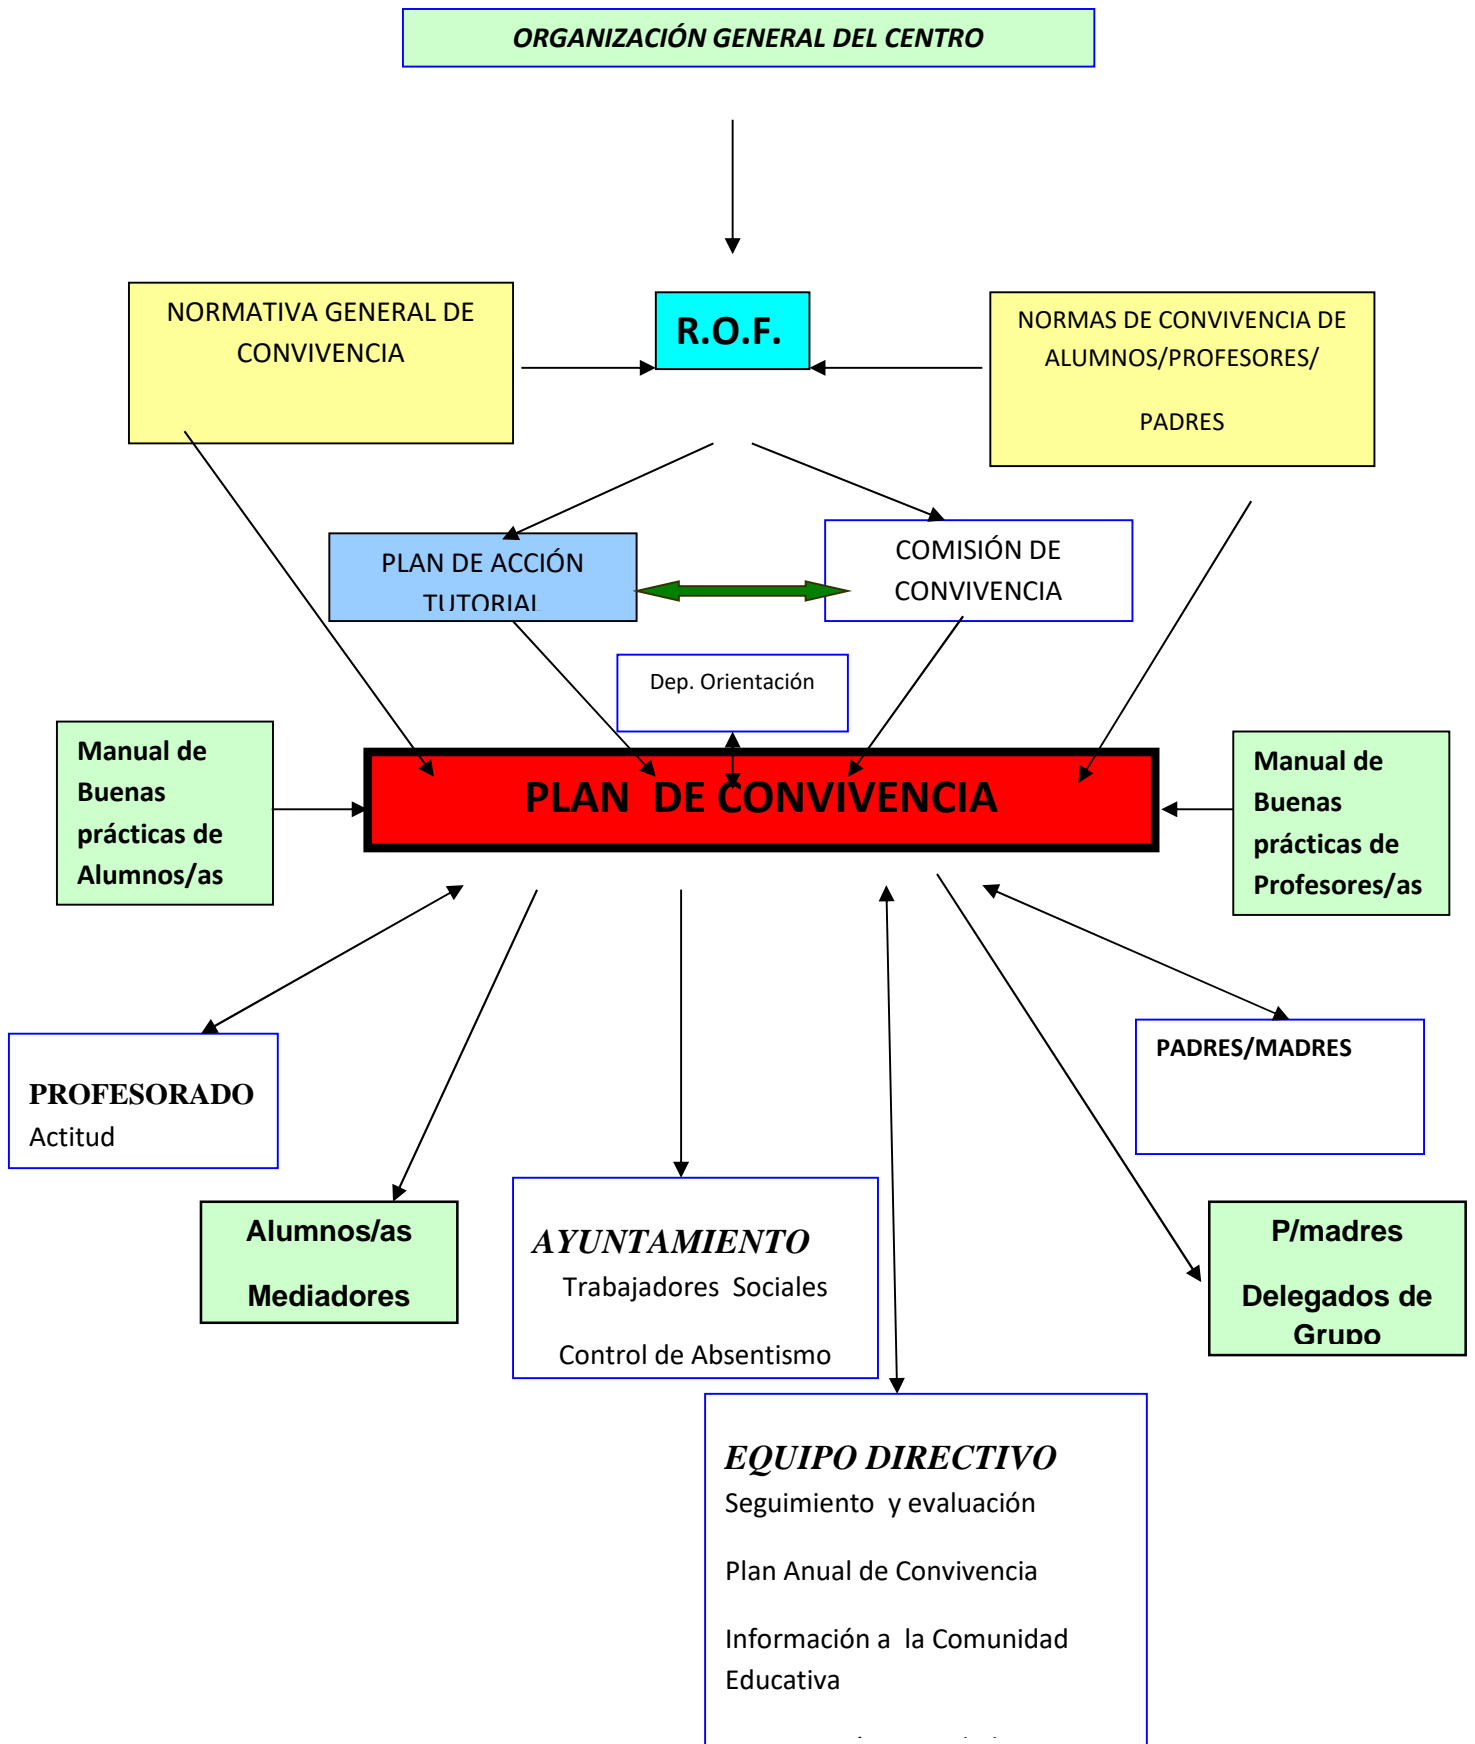 ORGANIZACIÓN GENERAL DEL CENTRO
NORMATIVA GENERAL DE
CONVIVENCIA
R.O.F.
NORMAS DE CONVIVENCIA DE
ALUMNOS/PROFESORES/
PADRES
PLAN DE ACCIÓN
TUTORIAL
COMISIÓN DE
CONVIVENCIA
Dep. Orientación
Manual de
Buenas
prácticas de
Alumnos/as
PLAN DE CONVIVENCIA
Manual de
Buenas
prácticas de
Profesores/as
PROFESORADO
Actitud
PADRES/MADRES
Alumnos/as
Mediadores
AYUNTAMIENTO
Trabajadores Sociales
Control de Absentismo
P/madres
Delegados de
Grupo
EQUIPO DIRECTIVO
Seguimiento y evaluación
Plan Anual de Convivencia
Información a la Comunidad
Educativa